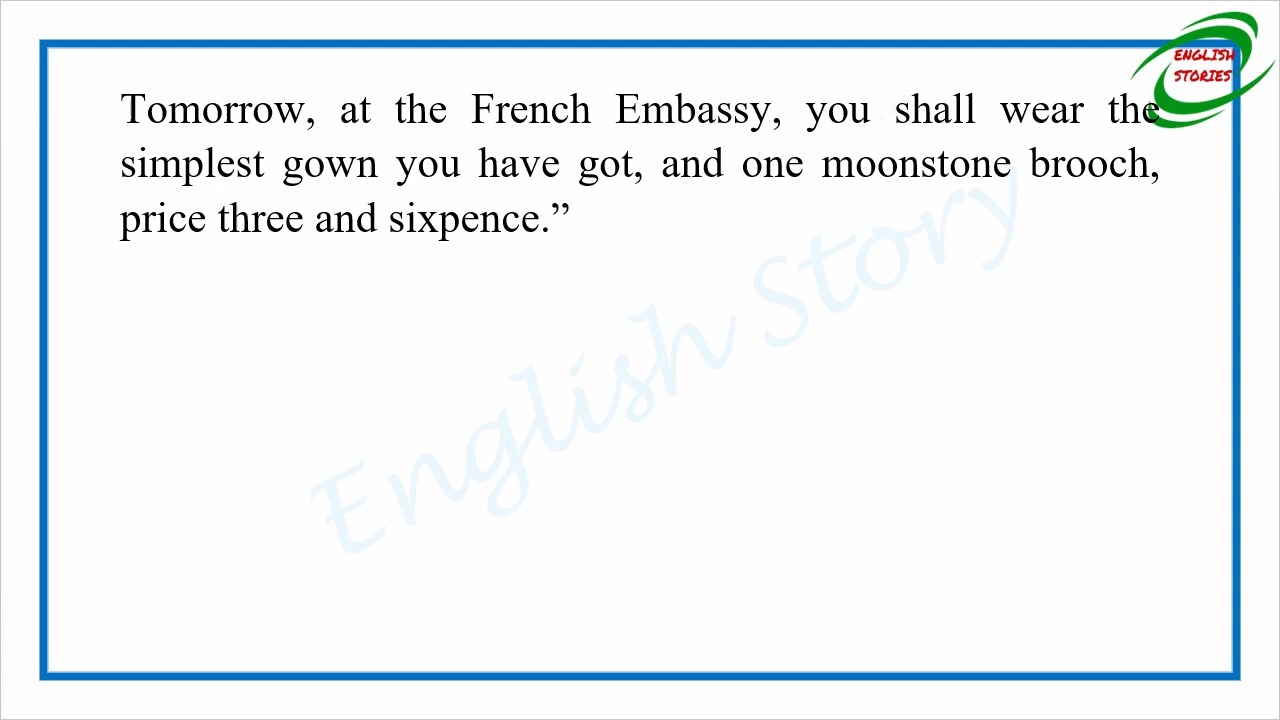 ENGLISH
STORIES
Tomorrow, at the French Embassy, you shall wear the
simplest gown you have got, and one moonstone brooch,
price three and sixpence.”
English Story